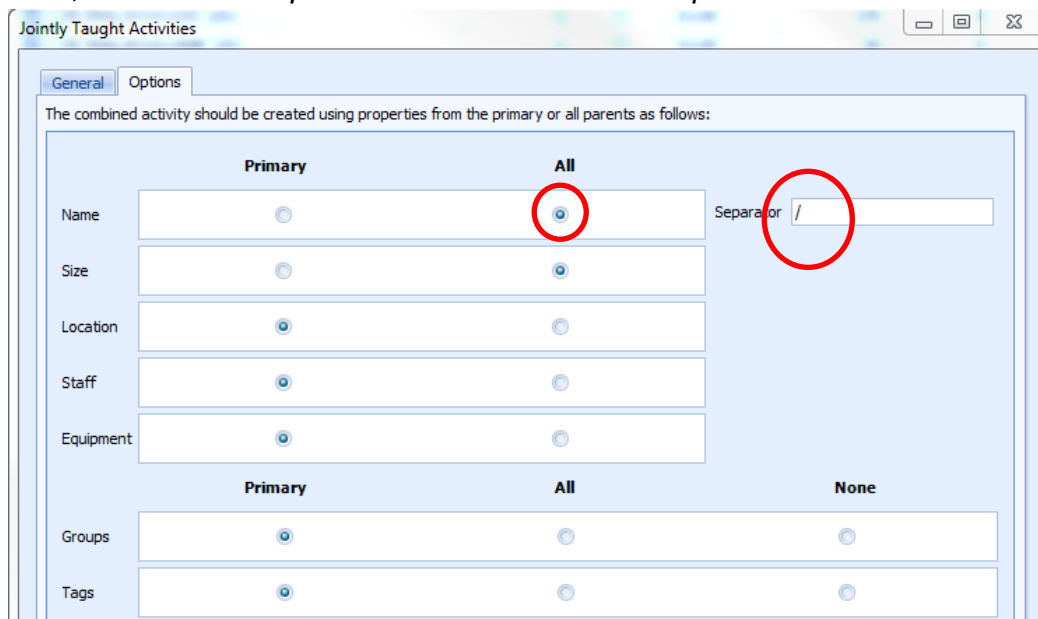 Jointly Taught Activities
General Options
The combined activity should be created using properties from the primary or all parents as follows:
Primary All
Name Separator /
Size
Location
Staff
Equipment
Primary All None
Groups
Tags